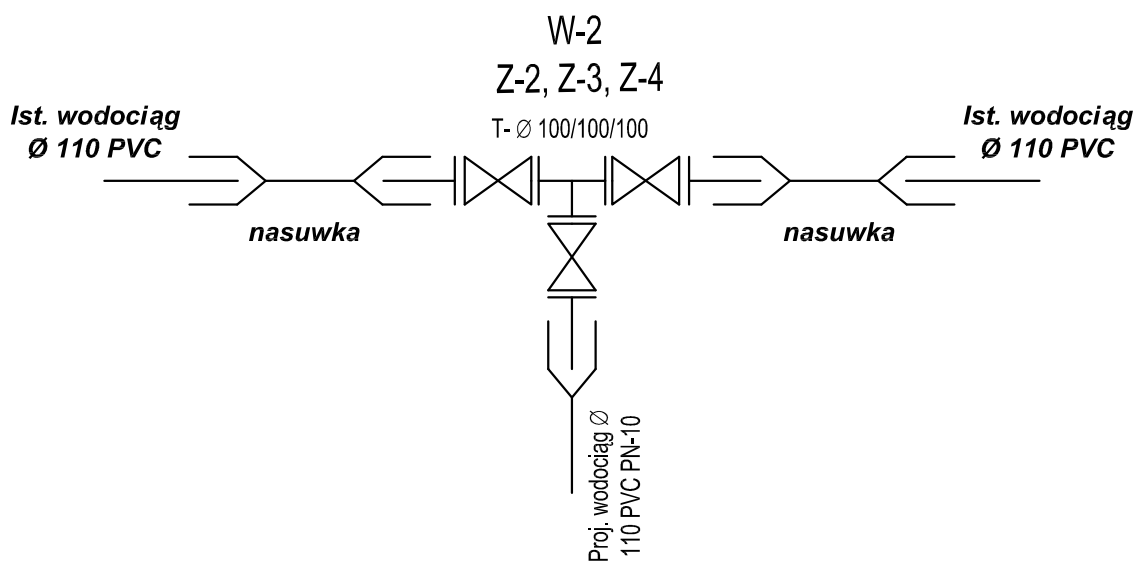 W-2
Z-2, Z-3, Z-4
T- Ø 100/100/100
Ist. wodociąg
Ø 110 PVC
Ist. wodociąg
Ø 110 PVC
nasuwka
nasuwka
Proj. wodociąg Ø
110 PVC PN-10